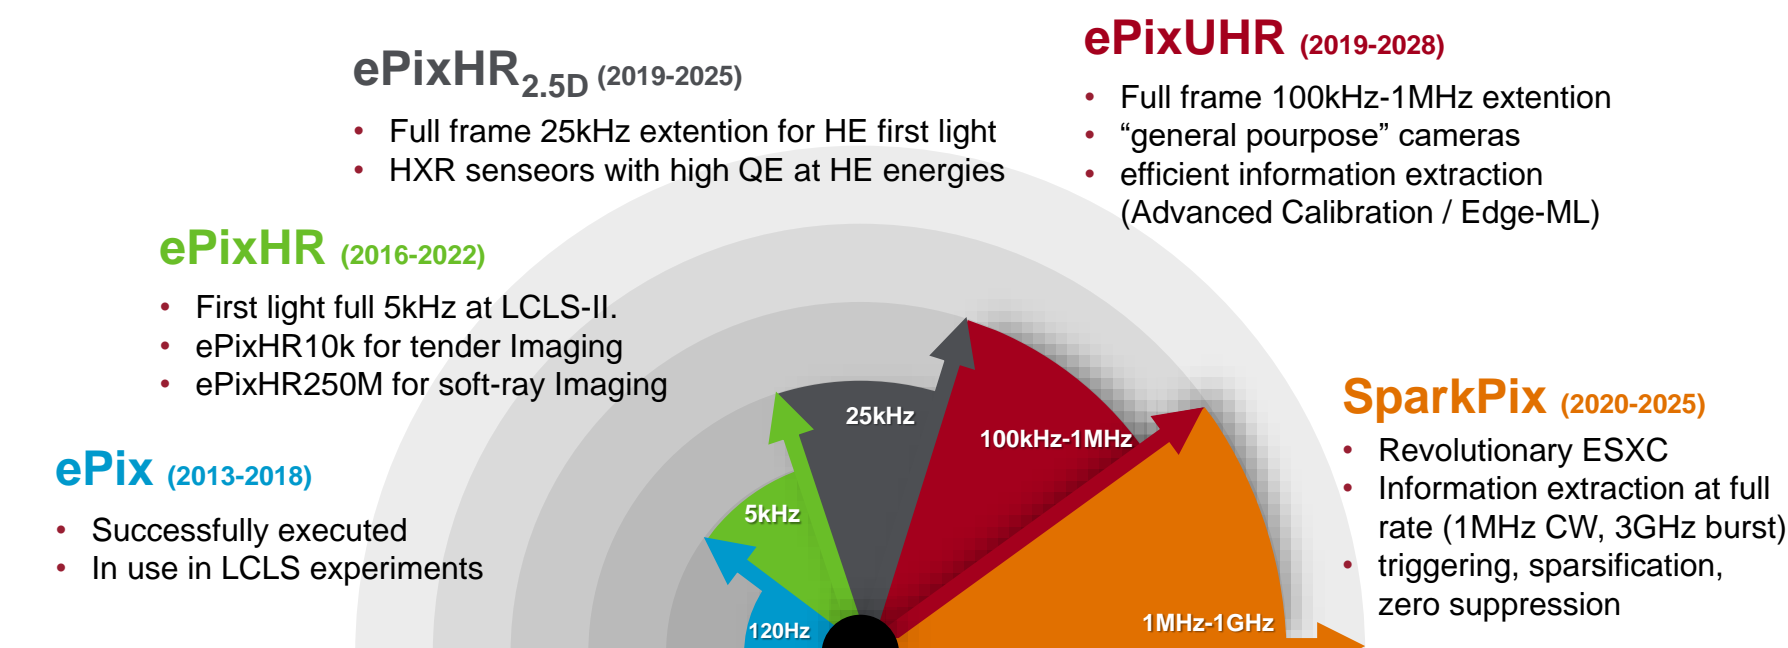 ePixUHR (2019-2028)
• Full frame 100kHz-1MHz extention
• “general pourpose” cameras
• efficient information extraction
(Advanced Calibration / Edge-ML)
ePixHR2.5D (2019-2025)
• Full frame 25kHz extention for HE first light
• HXR senseors with high QE at HE energies
ePixHR (2016-2022)
• First light full 5kHz at LCLS-II.
• ePixHR10k for tender Imaging
• ePixHR250M for soft-ray Imaging
ePix (2013-2018)
• Successfully executed
• In use in LCLS experiments
SparkPix (2020-2025)
• Revolutionary ESXC
• Information extraction at full
rate (1MHz CW, 3GHz burst)
• triggering, sparsification,
zero suppression
120Hz
5kHz
25kHz
100kHz-1MHz
1MHz-1GHz